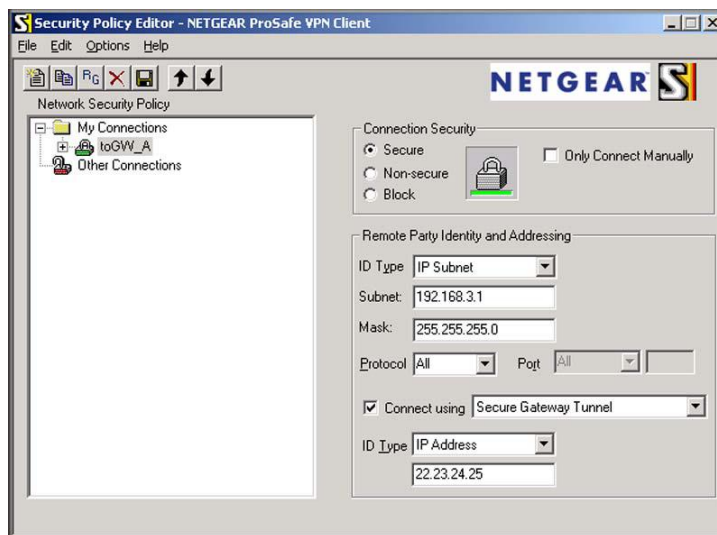 Security Policy Editor - NETGEAR ProSafe VPN Client
File Edit Options Help
NETGEAR
Network Security Policy
My Connections
toGW_A
Other Connections
Connection Security
Secure
Non-secure
Block
Only Connect Manually
Remote Party Identity and Addressing
ID Type IP Subnet
Subnet: 192.168.3.1
Mask: 255.255.255.0
Protocol All Port All
Connect using Secure Gateway Tunnel
ID Type IP Address
22.23.24.25